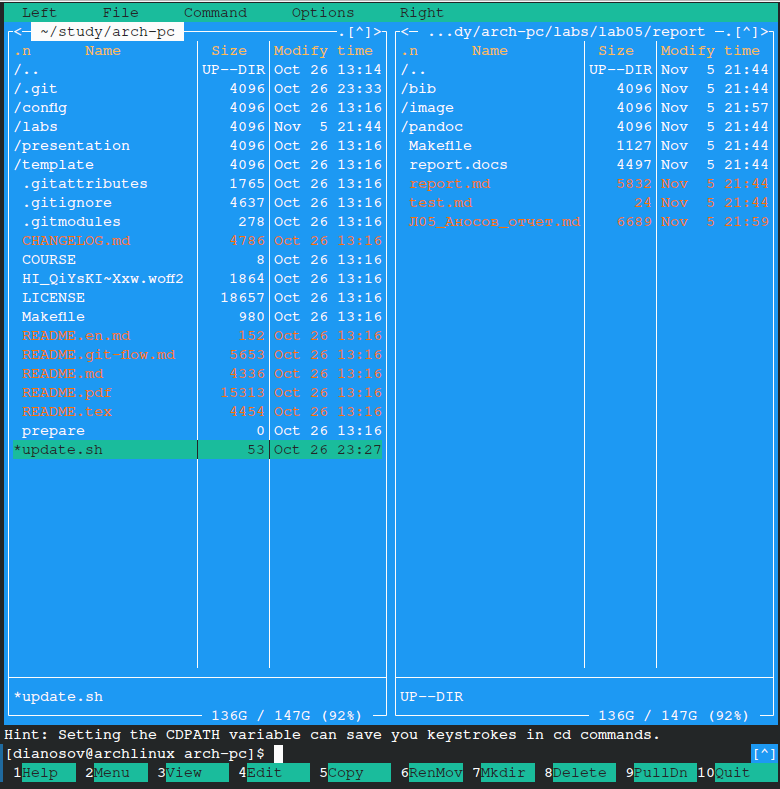 Left File Command Options Right
<— ~/study/arch-pc .[^]> <— ...dy/arch-pc/labs/lab05/report —.[^]>
.n Name Size Modify time .n Name Size Modify time
/.. UP--DIR Oct 26 13:14 /.. UP--DIR Nov 5 21:44
/.git 4096 Oct 26 23:33 /bib 4096 Nov 5 21:44
/config 4096 Oct 26 13:16 /image 4096 Nov 5 21:57
/labs 4096 Nov 5 21:44 /pandoc 4096 Nov 5 21:44
/presentation 4096 Oct 26 13:16 Makefile 1127 Nov 5 21:44
/template 4096 Oct 26 13:16 report.docs 4497 Nov 5 21:44
.gitattributes 1765 Oct 26 13:16 report.md 5832 Nov 5 21:44
.gitignore 4637 Oct 26 13:16 test.md 24 Nov 5 21:44
.gitmodules 278 Oct 26 13:16 Л05_Аносов_отчет.md 6689 Nov 5 21:59
CHANGELOG.md 4786 Oct 26 13:16
COURSE 8 Oct 26 13:16
HI_QiYsKI~Xxw.woff2 1864 Oct 26 13:16
LICENSE 18657 Oct 26 13:16
Makefile 980 Oct 26 13:16
README.en.md 152 Oct 26 13:16
README.git-flow.md 5653 Oct 26 13:16
README.md 4336 Oct 26 13:16
README.pdf 15313 Oct 26 13:16
README.tex 4454 Oct 26 13:16
prepare 0 Oct 26 13:16
*update.sh 53 Oct 26 23:27
*update.sh UP--DIR
136G / 147G (92%) 136G / 147G (92%)
Hint: Setting the CDPATH variable can save you keystrokes in cd commands.
[dianosov@archlinux arch-pc]$ [^]
1Help 2Menu 3View 4Edit 5Copy 6RenMov 7Mkdir 8Delete 9PullDn 10Quit